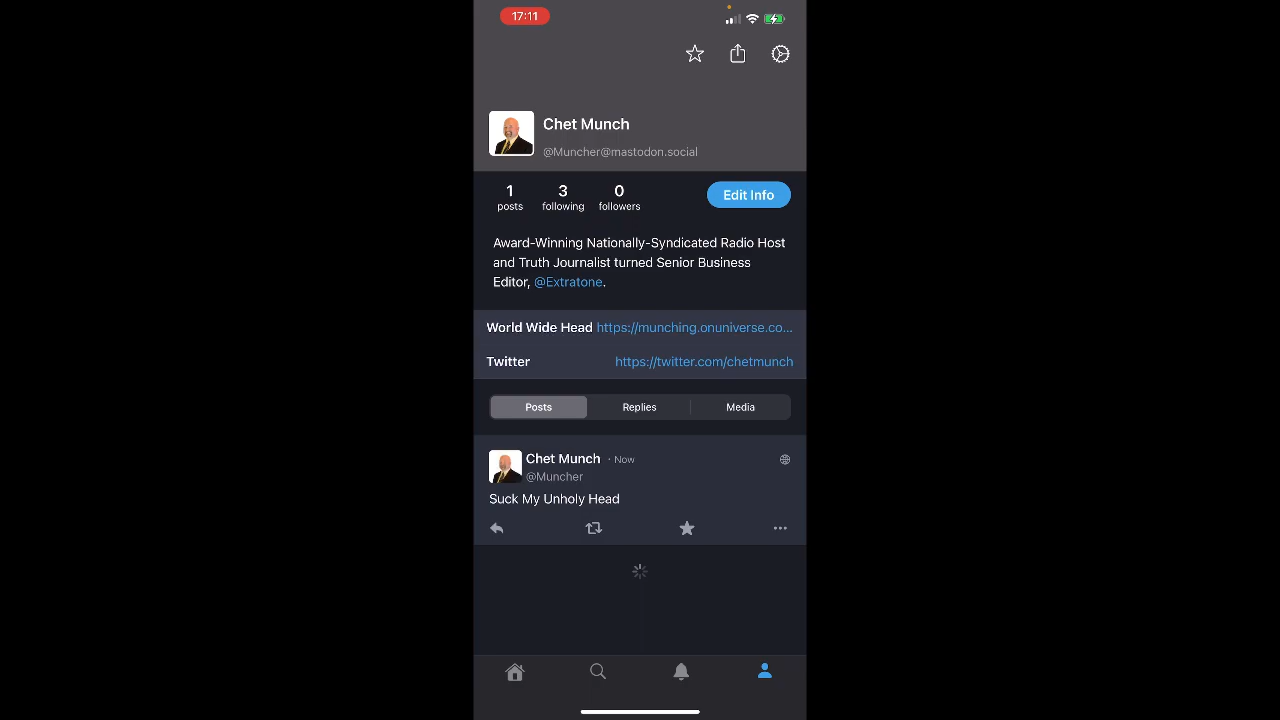 17:11
Chet Munch
@Muncher@mastodon.social
1 3 0
posts following followers
Edit Info
Award-Winning Nationally-Syndicated Radio Host
and Truth Journalist turned Senior Business
Editor, @Extratone.
World Wide Head https://munching.onuniverse.co...
Twitter https://twitter.com/chetmunch
Posts Replies Media
Chet Munch · Now
@Muncher
Suck My Unholy Head